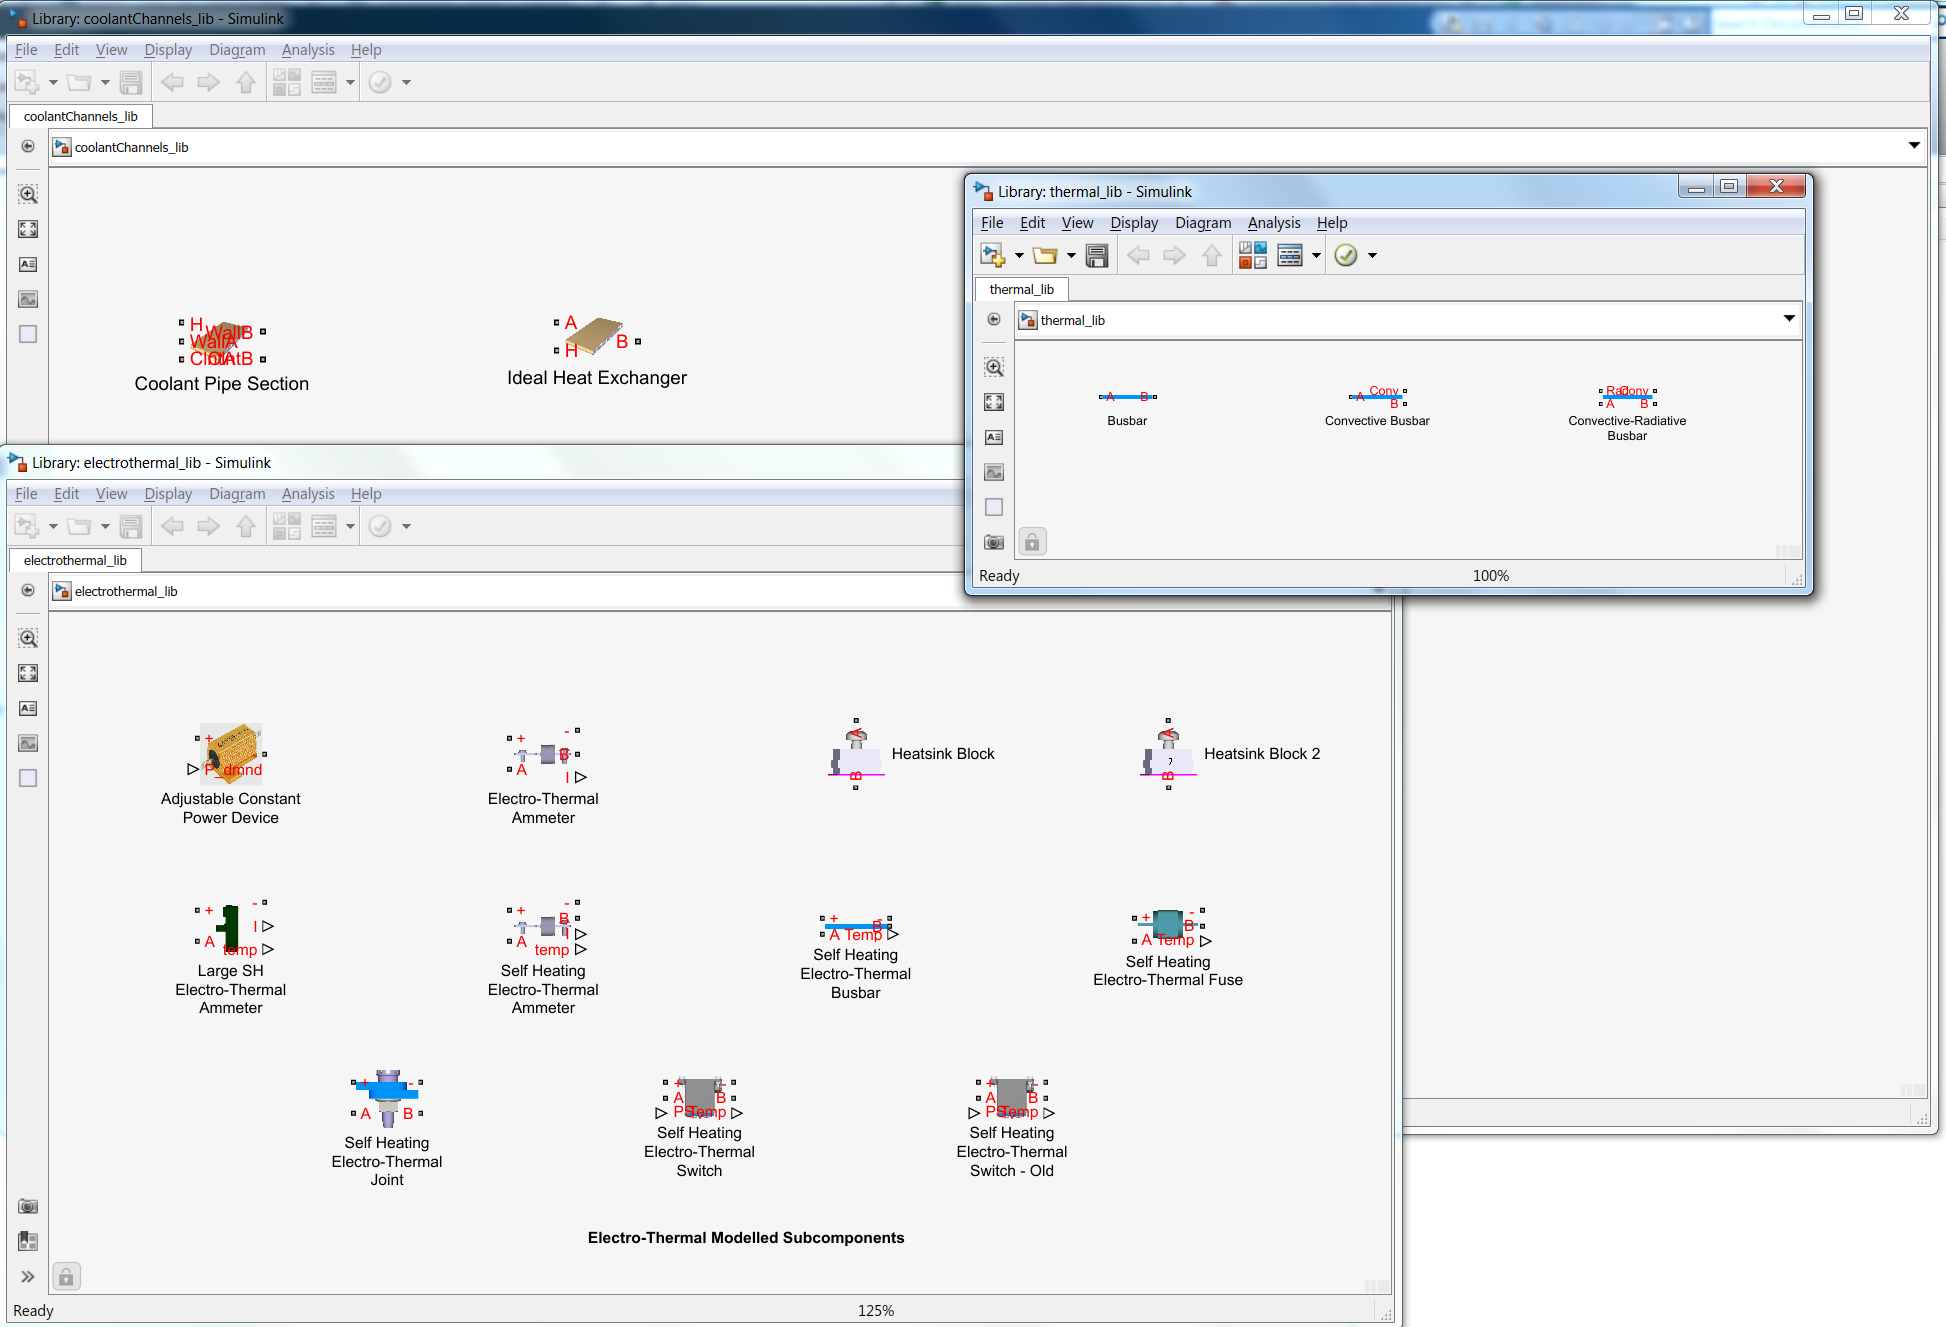 Library: coolantChannels_lib - Simulink
File Edit View Display Diagram Analysis Help
coolantChannels_lib
coolantChannels_lib
H
WallB
WallA
B
Coolant Pipe Section
A
B
H
Ideal Heat Exchanger
Library: thermal_lib - Simulink
File Edit View Display Diagram Analysis Help
thermal_lib
thermal_lib
A B
Busbar
Conv
A B
Convective Busbar
Conv
A B
Convective-Radiative
Busbar
Ready 100%
Library: electrothermal_lib - Simulink
File Edit View Display Diagram Analysis Help
electrothermal_lib
electrothermal_lib
+
P_dmnd
Adjustable Constant
Power Device
+ -
B
A
I
Electro-Thermal
Ammeter
A
B
Heatsink Block
A
B
Heatsink Block 2
+ -
I
A
temp
Large SH
Electro-Thermal
Ammeter
+ -
B
A I
temp
Self Heating
Electro-Thermal
Ammeter
+ -
B
A Temp
Self Heating
Electro-Thermal
Busbar
+ -
B
A Temp
Self Heating
Electro-Thermal Fuse
+ -
A B
Self Heating
Electro-Thermal
Joint
+ -
A B
PS Temp
Self Heating
Electro-Thermal
Switch
+ -
A B
PS Temp
Self Heating
Electro-Thermal
Switch - Old
Electro-Thermal Modelled Subcomponents
Ready 125%